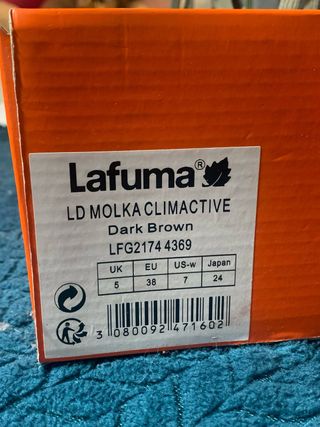 Lafuma®
LD MOLKA CLIMACTIVE
Dark Brown
LFG2174 4369
UK EU US-w Japan
5 38 7 24
3 080092 471602